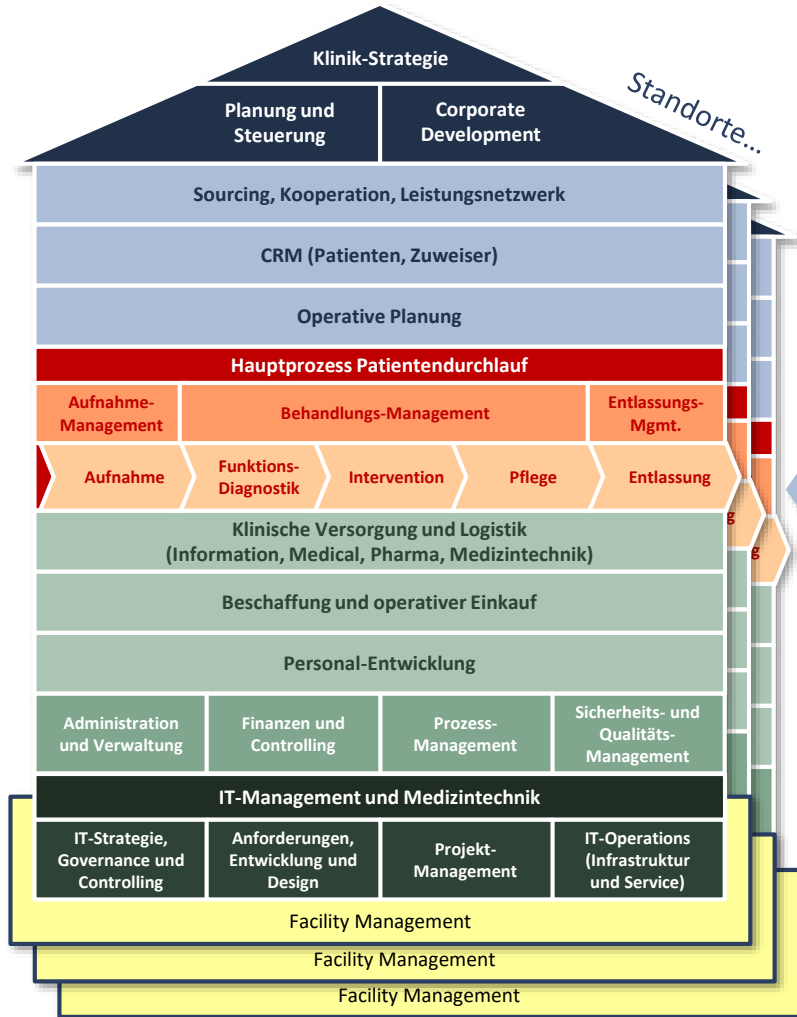 Klinik-Strategie
Standorte...
Planung und
Steuerung
Corporate
Development
Sourcing, Kooperation, Leistungsnetzwerk
CRM (Patienten, Zuweiser)
Operative Planung
Hauptprozess Patientendurchlauf
Aufnahme-
Management
Behandlungs-Management
Entlassungs-
Mgmt.
Aufnahme
Funktions-
Diagnostik
Intervention
Pflege
Entlassung
g
g
Klinische Versorgung und Logistik
(Information, Medical, Pharma, Medizintechnik)
Beschaffung und operativer Einkauf
Personal-Entwicklung
Administration
und Verwaltung
Finanzen und
Controlling
Prozess-
Management
Sicherheits- und
Qualitäts-
Management
IT-Management und Medizintechnik
IT-Strategie,
Governance und
Controlling
Anforderungen,
Entwicklung und
Design
Projekt-
Management
IT-Operations
(Infrastruktur
und Service)
Facility Management
Facility Management
Facility Management